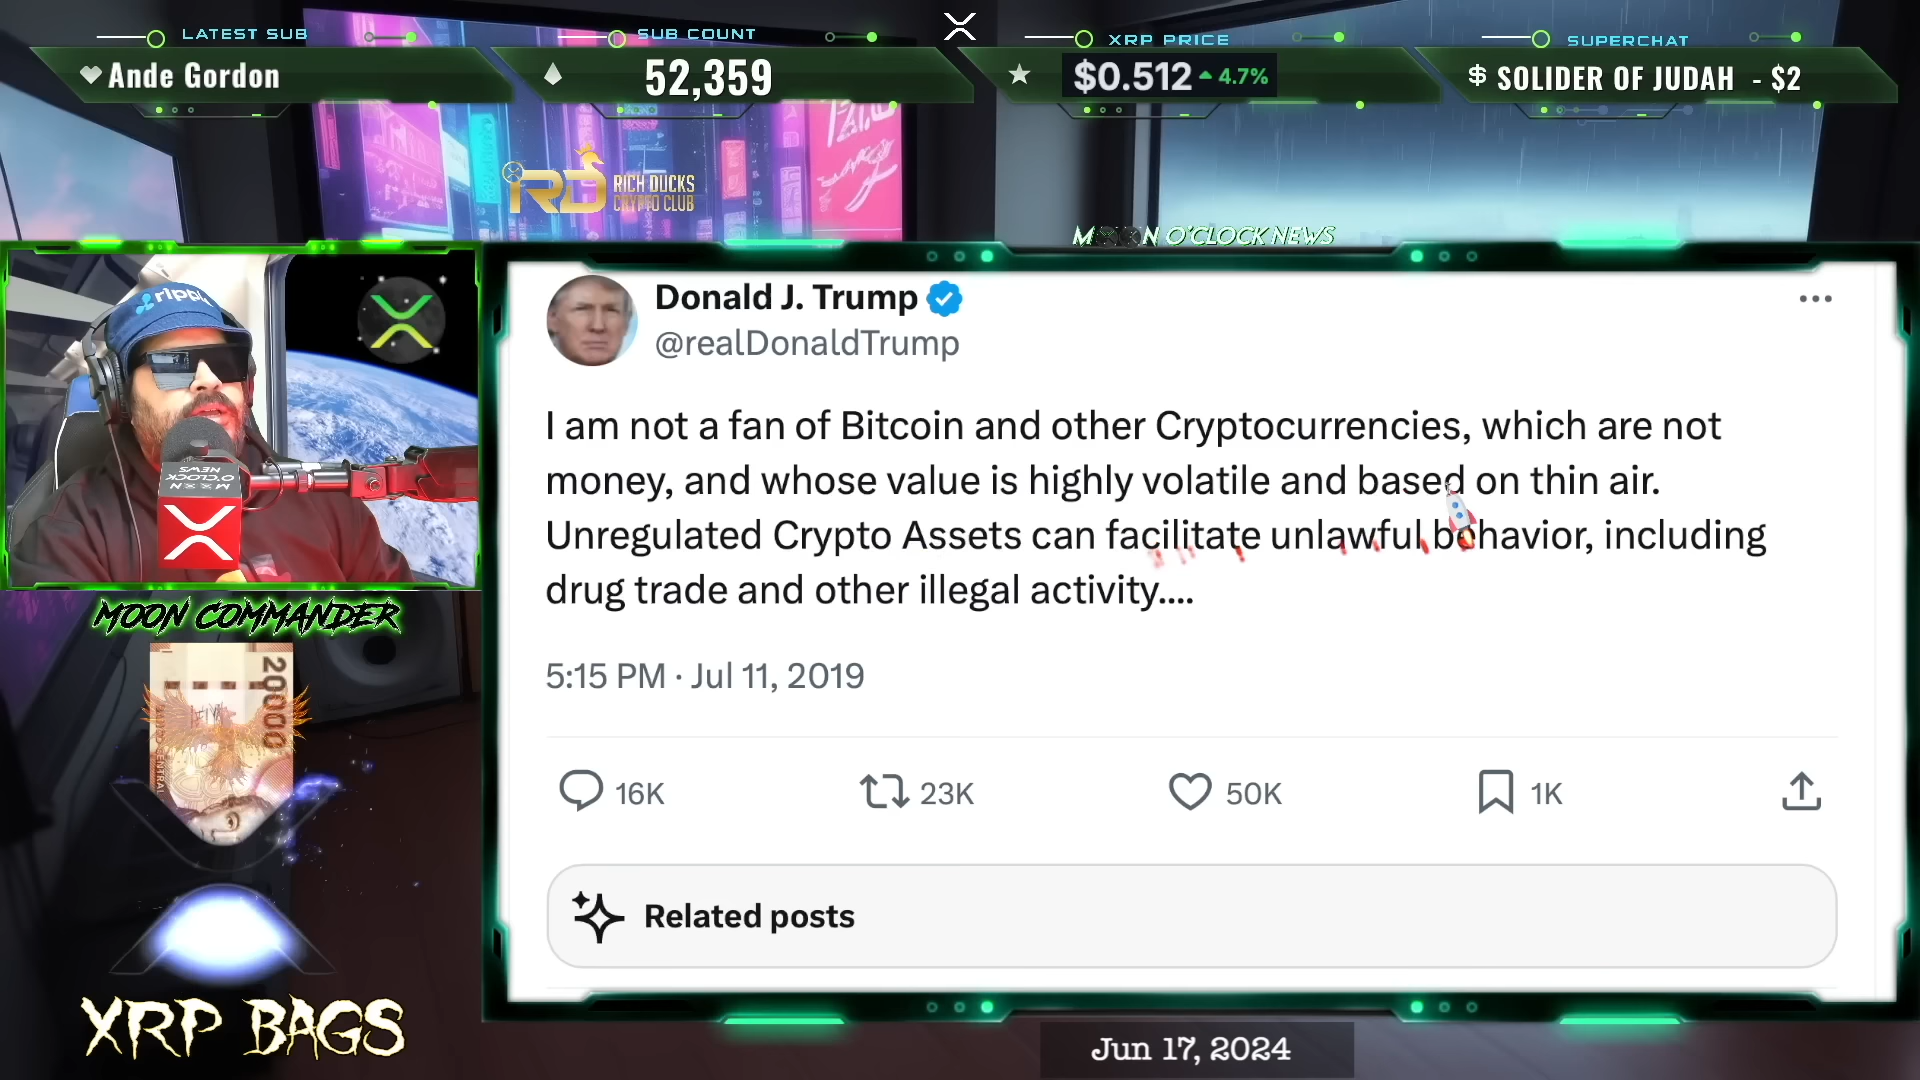 LATEST SUB
Ande Gordon
SUB COUNT
52,359
XRP PRICE
$0.512 4.7%
SUPERCHAT
SOLIDER OF JUDAH - $2
RD RICH DUCKS
CRYPTO CLUB
O'CLOCK NEWS
Donald J. Trump
@realDonaldTrump
I am not a fan of Bitcoin and other Cryptocurrencies, which are not
money, and whose value is highly volatile and based on thin air.
Unregulated Crypto Assets can facilitate unlawful behavior, including
drug trade and other illegal activity....
5:15 PM · Jul 11, 2019
16K
23K
50K
1K
Related posts
O'CLOCK
NEWS
MOON COMMANDER
20000
XRP BAGS
Jun 17, 2024